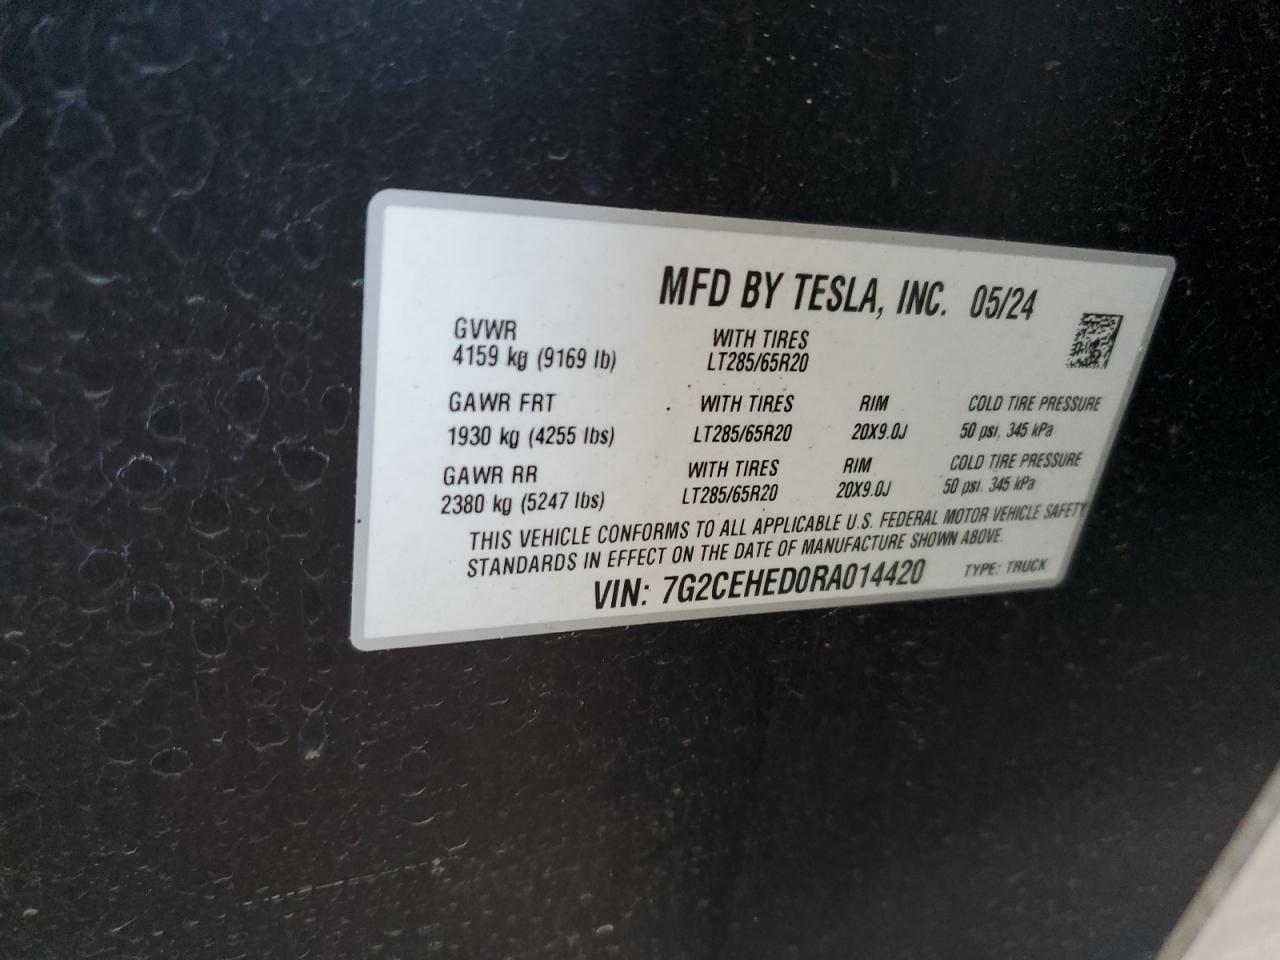 MFD BY TESLA, INC. 05/24
GVWR WITH TIRES
4159 kg (9169 lb) LT285/65R20
GAWR FRT WITH TIRES RIM COLD TIRE PRESSURE
1930 kg (4255 lbs) LT285/65R20 20X9.0J 50 psi, 345 kPa
GAWR RR WITH TIRES RIM COLD TIRE PRESSURE
2380 kg (5247 lbs) LT285/65R20 20X9.0J 50 psi. 345 kPa
THIS VEHICLE CONFORMS TO ALL APPLICABLE U.S. FEDERAL MOTOR VEHICLE SAFETY
STANDARDS IN EFFECT ON THE DATE OF MANUFACTURE SHOWN ABOVE.
VIN: 7G2CEHED0RA014420 TYPE: TRUCK